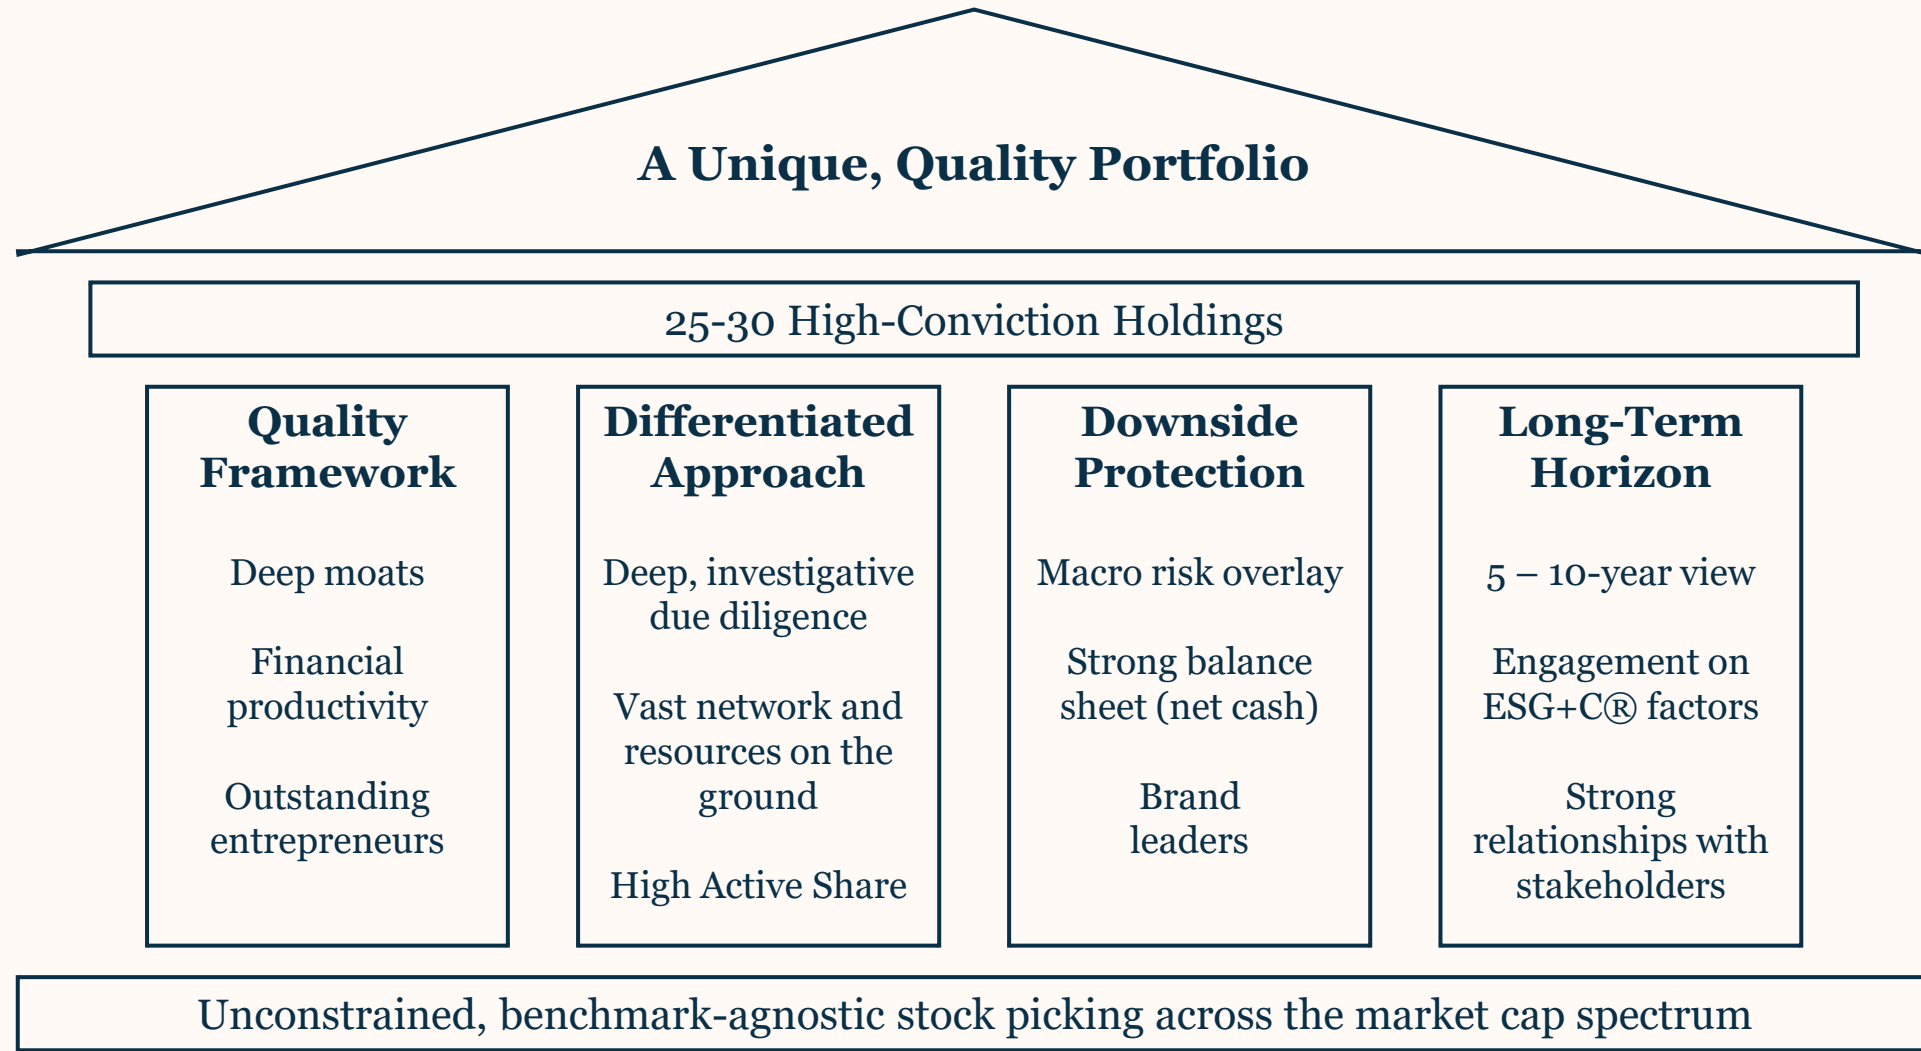 A Unique, Quality Portfolio
25-30 High-Conviction Holdings
Quality
Framework
Deep moats
Financial
productivity
Outstanding
entrepreneurs
Differentiated
Approach
Deep, investigative
due diligence
Vast network and
resources on the
ground
High Active Share
Downside
Protection
Macro risk overlay
Strong balance
sheet (net cash)
Brand
leaders
Long-Term
Horizon
5 – 10-year view
Engagement on
ESG+C® factors
Strong
relationships with
stakeholders
Unconstrained, benchmark-agnostic stock picking across the market cap spectrum